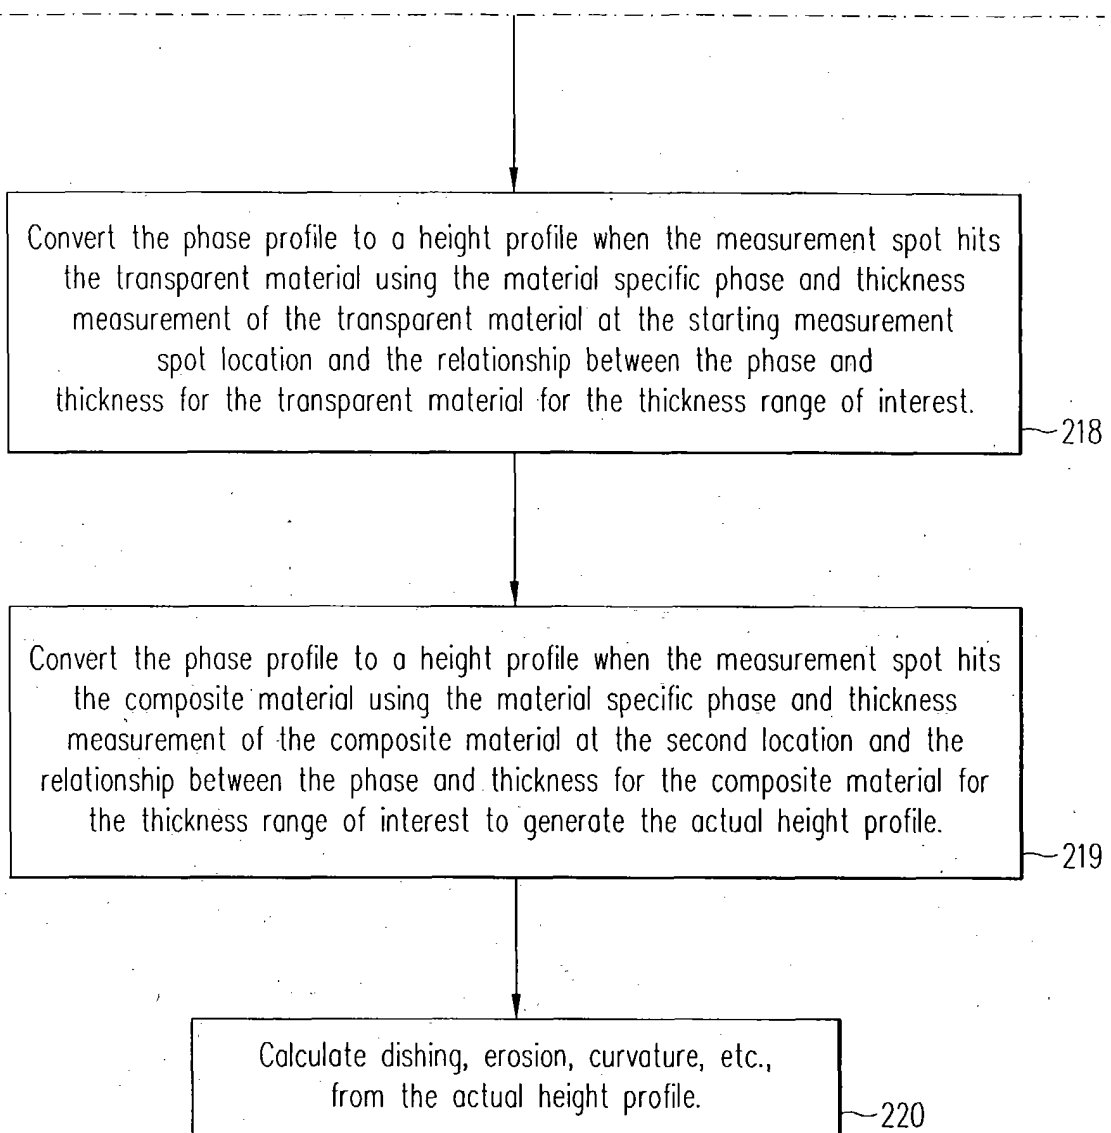 Convert the phase profile to a height profile when the measurement spot hits
the transparent material using the material specific phase and thickness
measurement of the transparent material at the starting measurement
spot location and the relationship between the phase and
thickness for the transparent material for the thickness range of interest.
218
Convert the phase profile to a height profile when the measurement spot hits
the composite material using the material specific phase and thickness
measurement of the composite material at the second location and the
relationship between the phase and thickness for the composite material for
the thickness range of interest to generate the actual height profile.
219
Calculate dishing, erosion, curvature, etc.,
from the actual height profile.
220